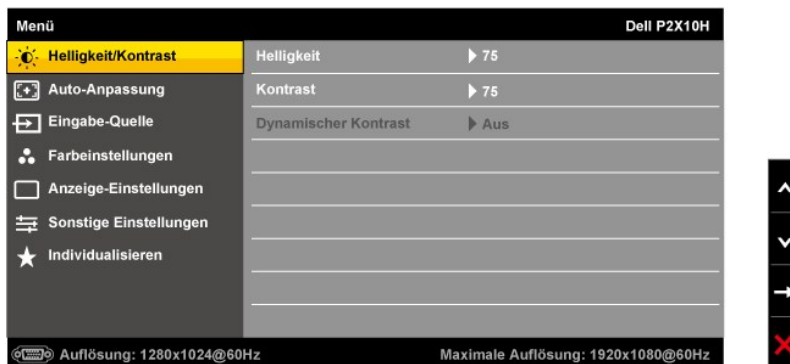 Menü Dell P2X10H
Helligkeit/Kontrast Helligkeit 75
Auto-Anpassung Kontrast 75
Eingabe-Quelle Dynamischer Kontrast Aus
Farbeinstellungen
Anzeige-Einstellungen
Sonstige Einstellungen
Individualisieren
Auflösung: 1280x1024@60Hz Maximale Auflösung: 1920x1080@60Hz